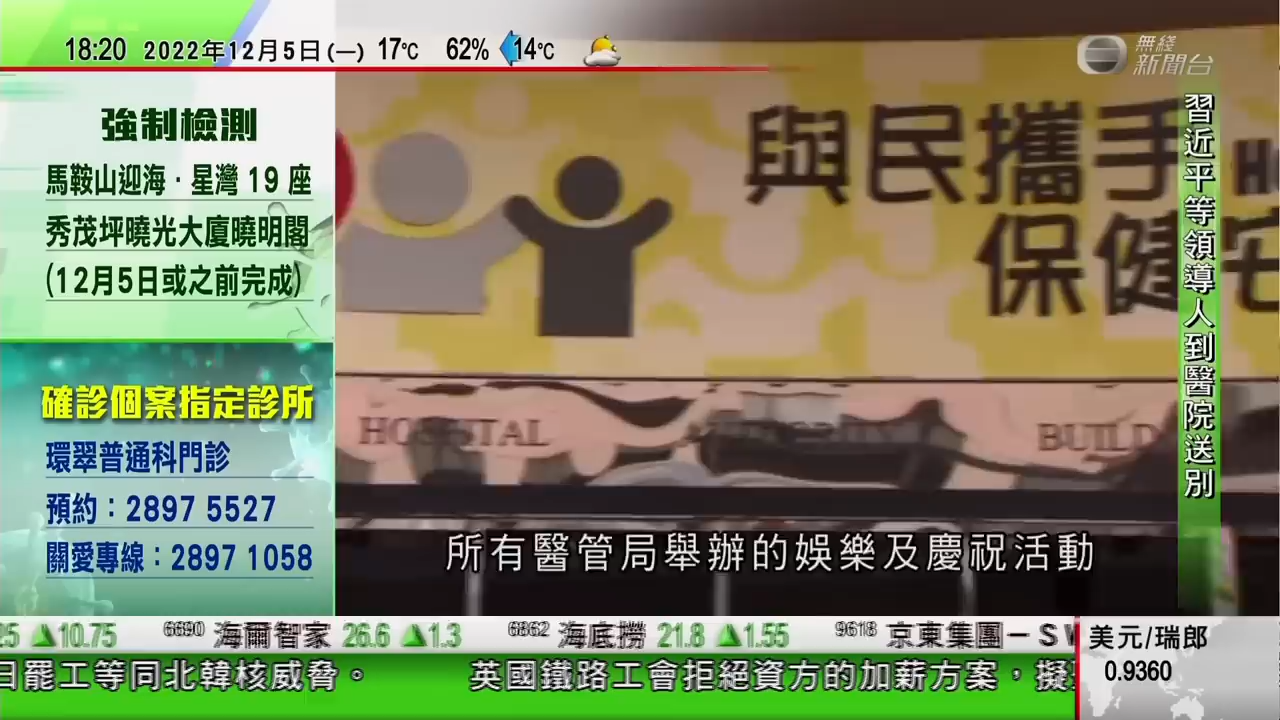 18:20 2022年12月5日(一) 17℃ 62% 14℃
無綫
新聞台
強制檢測
馬鞍山迎海·星灣 19 座
秀茂坪曉光大廈曉明閣
(12月5日或之前完成)
確診個案指定診所
環翠普通科門診
預約：2897 5527
關愛專線：2897 1058
與民攜手
保健
HOSPITAL
BUILD
習近平等領導人到醫院送別
所有醫管局舉辦的娛樂及慶祝活動
25 ▲10.75 6690 海爾智家 26.6 ▲1.3 6862 海底撈 21.8 ▲1.55 9618 京東集團－SW
美元/瑞郎
0.9360
日罷工等同北韓核威脅。 英國鐵路工會拒絕資方的加薪方案，擬